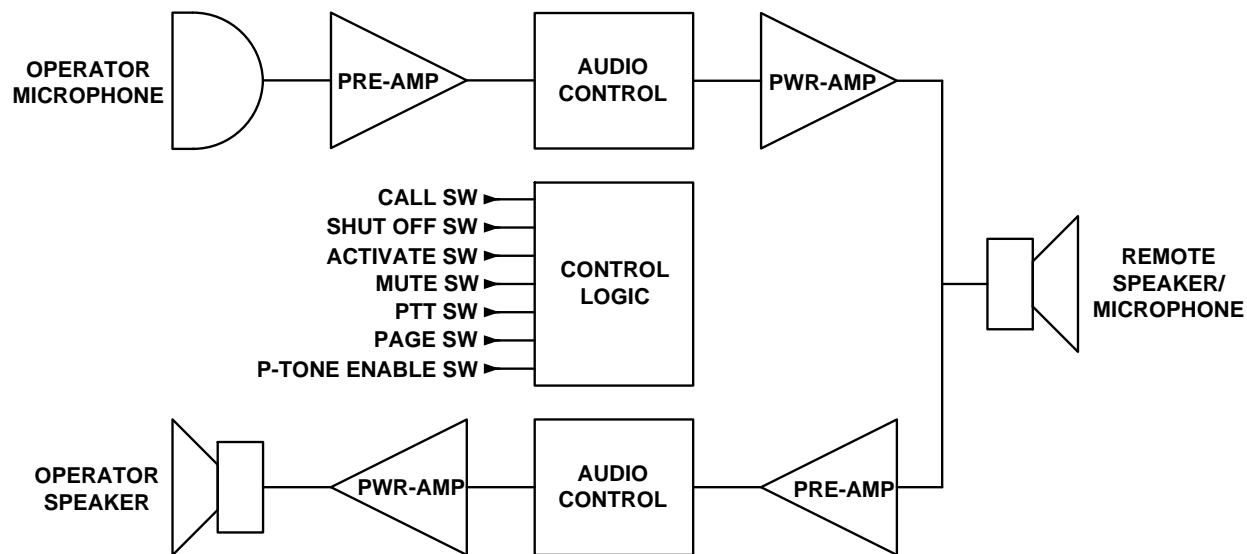 OPERATOR
MICROPHONE
PRE-AMP
AUDIO
CONTROL
PWR-AMP
CALL SW
SHUT OFF SW
ACTIVATE SW
MUTE SW
PTT SW
PAGE SW
P-TONE ENABLE SW
CONTROL
LOGIC
REMOTE
SPEAKER/
MICROPHONE
OPERATOR
SPEAKER
PWR-AMP
AUDIO
CONTROL
PRE-AMP